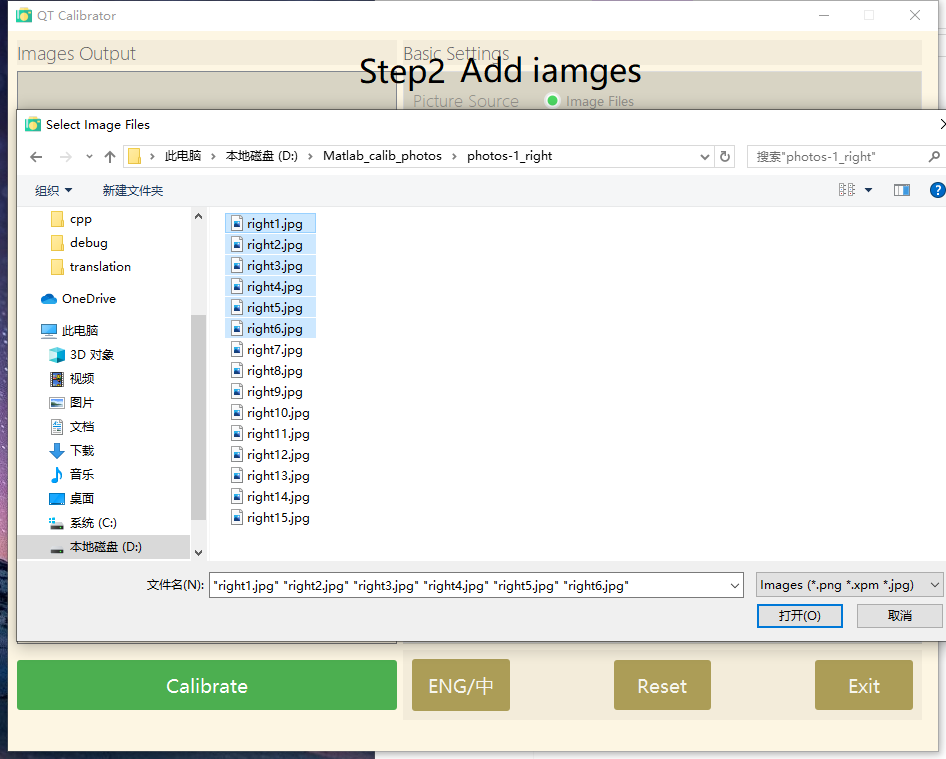 QT Calibrator
Images Output
Basic Settings
Step2 Add iamges
Picture Source
Image Files
Select Image Files
此电脑 > 本地磁盘 (D:) > Matlab_calib_photos > photos-1_right
搜索"photos-1_right"
组织
新建文件夹
cpp
debug
translation
OneDrive
此电脑
3D 对象
视频
图片
文档
下载
音乐
桌面
系统 (C:)
本地磁盘 (D:)
right1.jpg
right2.jpg
right3.jpg
right4.jpg
right5.jpg
right6.jpg
right7.jpg
right8.jpg
right9.jpg
right10.jpg
right11.jpg
right12.jpg
right13.jpg
right14.jpg
right15.jpg
文件名(N):
"right1.jpg" "right2.jpg" "right3.jpg" "right4.jpg" "right5.jpg" "right6.jpg"
Images (*.png *.xpm *.jpg)
打开(O)
取消
Calibrate
ENG/中
Reset
Exit